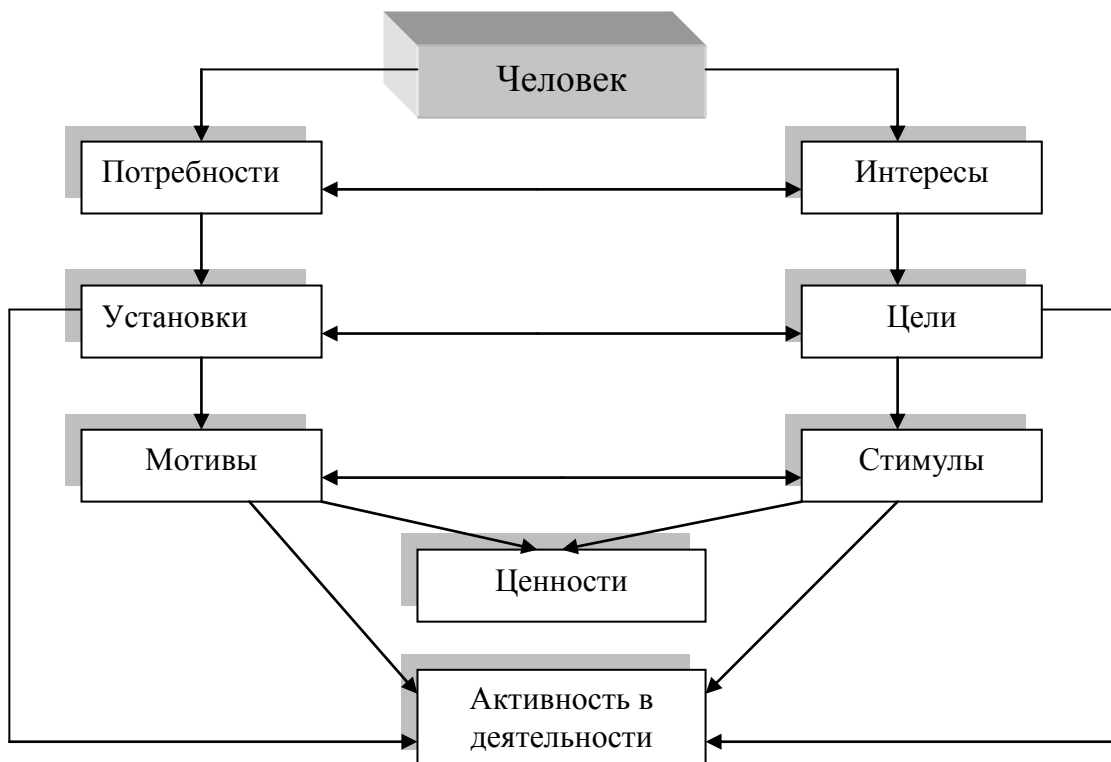 Человек
Потребности
Интересы
Установки
Цели
Мотивы
Стимулы
Ценности
Активность в
деятельности